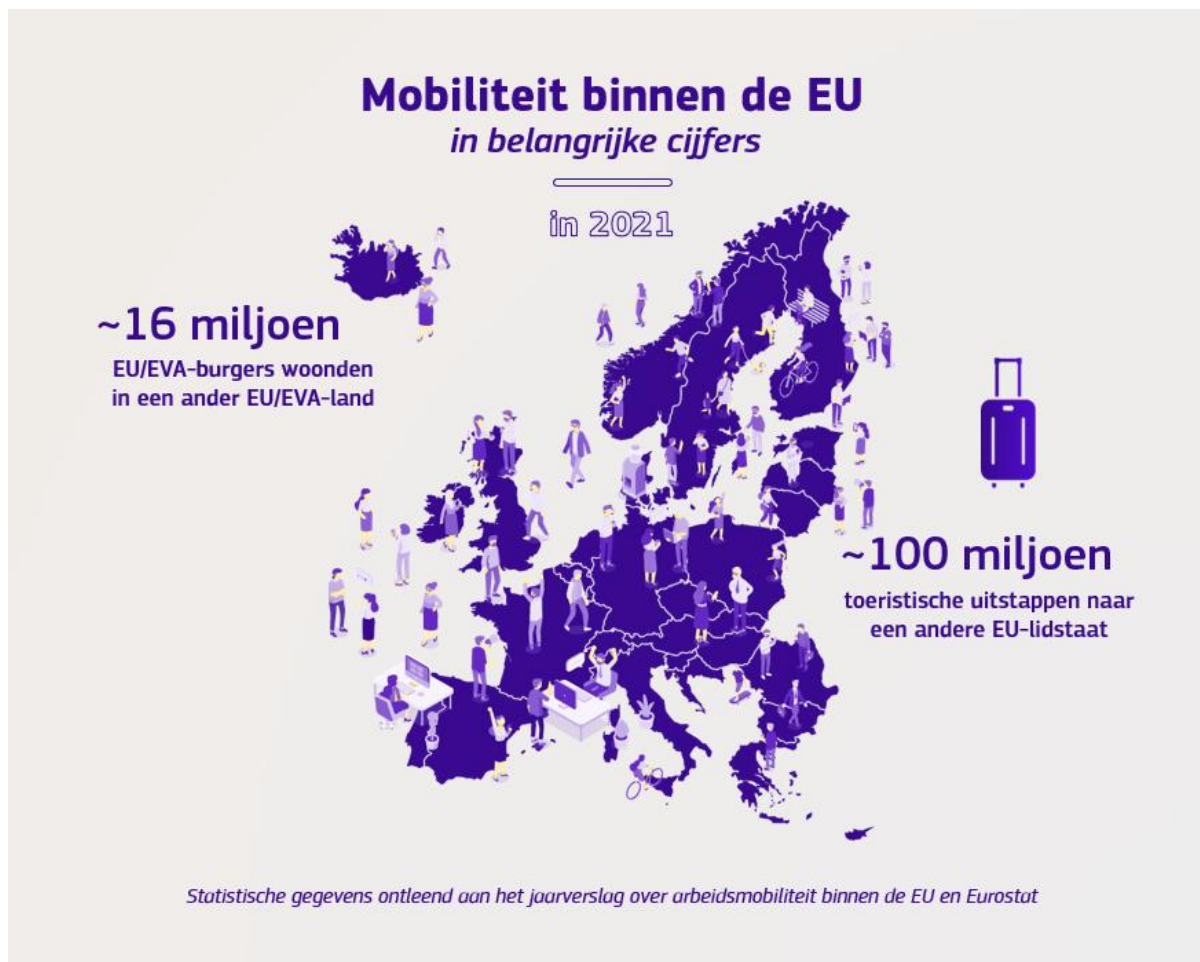 Mobiliteit binnen de EU
in belangrijke cijfers
in 2021
~16 miljoen
EU/EVA-burgers woonden
in een ander EU/EVA-land
~100 miljoen
toeristische uitstappen naar
een andere EU-lidstaat
Statistische gegevens ontleend aan het jaarverslag over arbeidsmobiliteit binnen de EU en Eurostat